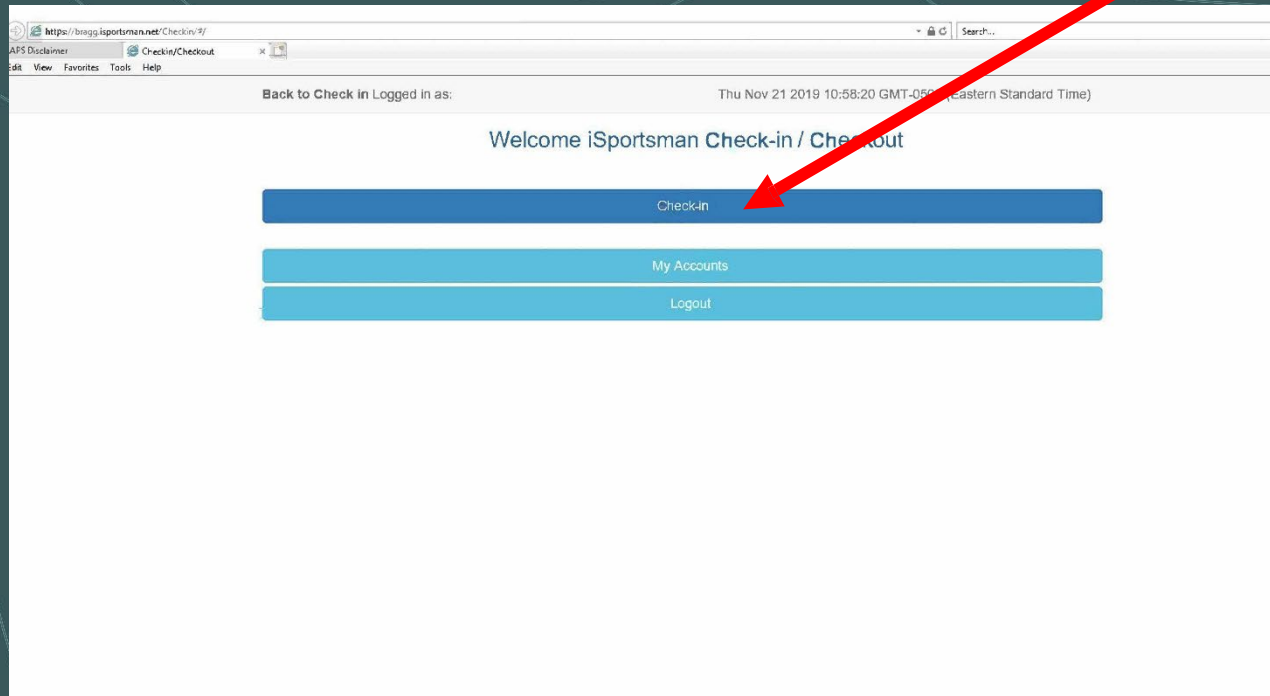 https://bragg.isportsman.net/Checkin/#/
Search...
APS Disclaimer Checkin/Checkout x
Edit View Favorites Tools Help
Back to Check in Logged in as: Thu Nov 21 2019 10:58:20 GMT-050 (Eastern Standard Time)
Welcome iSportsman Check-in / Checkout
Check-in
My Accounts
Logout